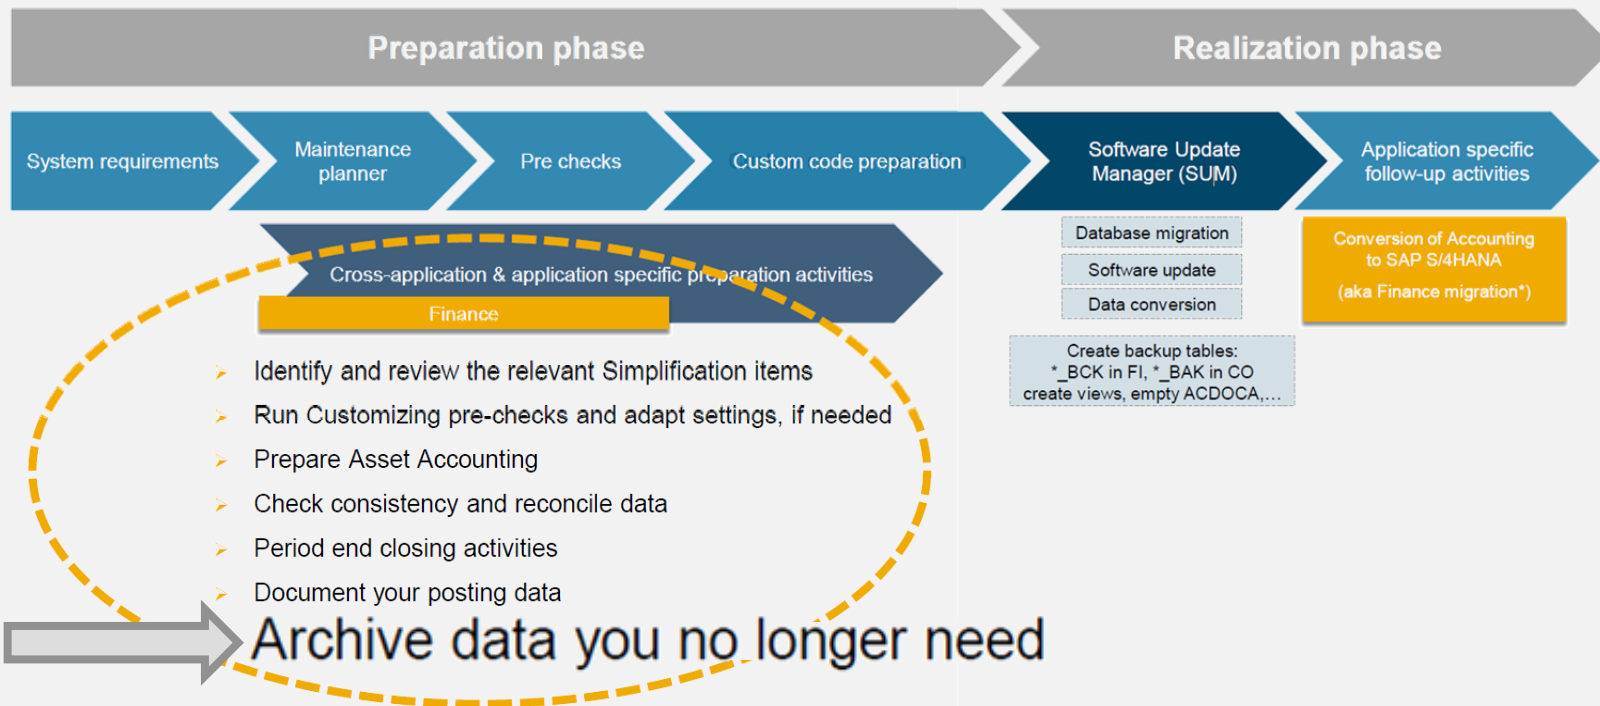 Preparation phase
Realization phase
System requirements
Maintenance
planner
Pre checks
Custom code preparation
Software Update
Manager (SUM)
Application specific
follow-up activities
Cross-application & application specific preparation activities
Finance
Identify and review the relevant Simplification items
Run Customizing pre-checks and adapt settings, if needed
Prepare Asset Accounting
Check consistency and reconcile data
Period end closing activities
Document your posting data
Archive data you no longer need
Database migration
Software update
Data conversion
Create backup tables:
*_BCK in FI, *_BAK in CO
create views, empty ACDOCA,…
Conversion of Accounting
to SAP S/4HANA
(aka Finance migration*)